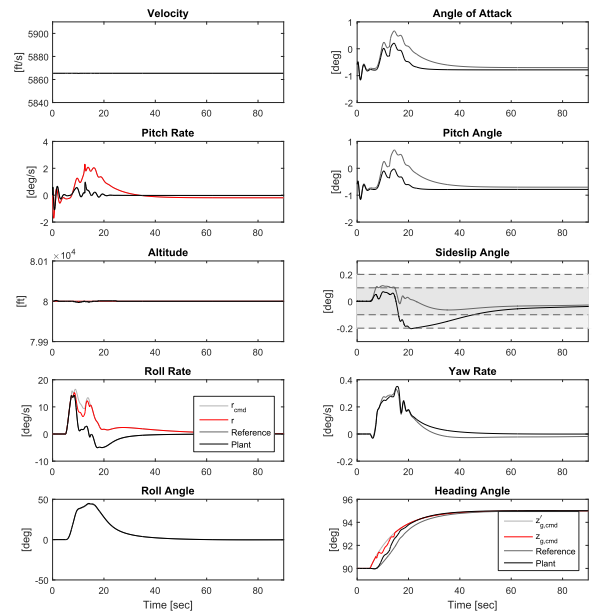 Velocity
[ft/s]
5910
5880
5860
5840
0 20 40 60 80
Angle of Attack
[deg]
1
0
-1
-2
0 20 40 60 80
Pitch Rate
[deg/s]
4
2
0
-2
0 20 40 60 80
Pitch Angle
[deg]
1
0
-1
-2
0 20 40 60 80
Altitude
× 10⁴
[ft]
8.01
8
7.99
0 20 40 60 80
Sideslip Angle
[deg]
0.2
0
-0.2
0 20 40 60 80
Roll Rate
[deg/s]
20
10
0
-10
r_cmd
r
Reference
Plant
0 20 40 60 80
Yaw Rate
[deg/s]
0.4
0.2
0
-0.2
0 20 40 60 80
Roll Angle
[deg]
50
0
-50
0 20 40 60 80
Time [sec]
Heading Angle
[deg]
96
94
92
90
z′_g,cmd
z_g,cmd
Reference
Plant
0 20 40 60 80
Time [sec]